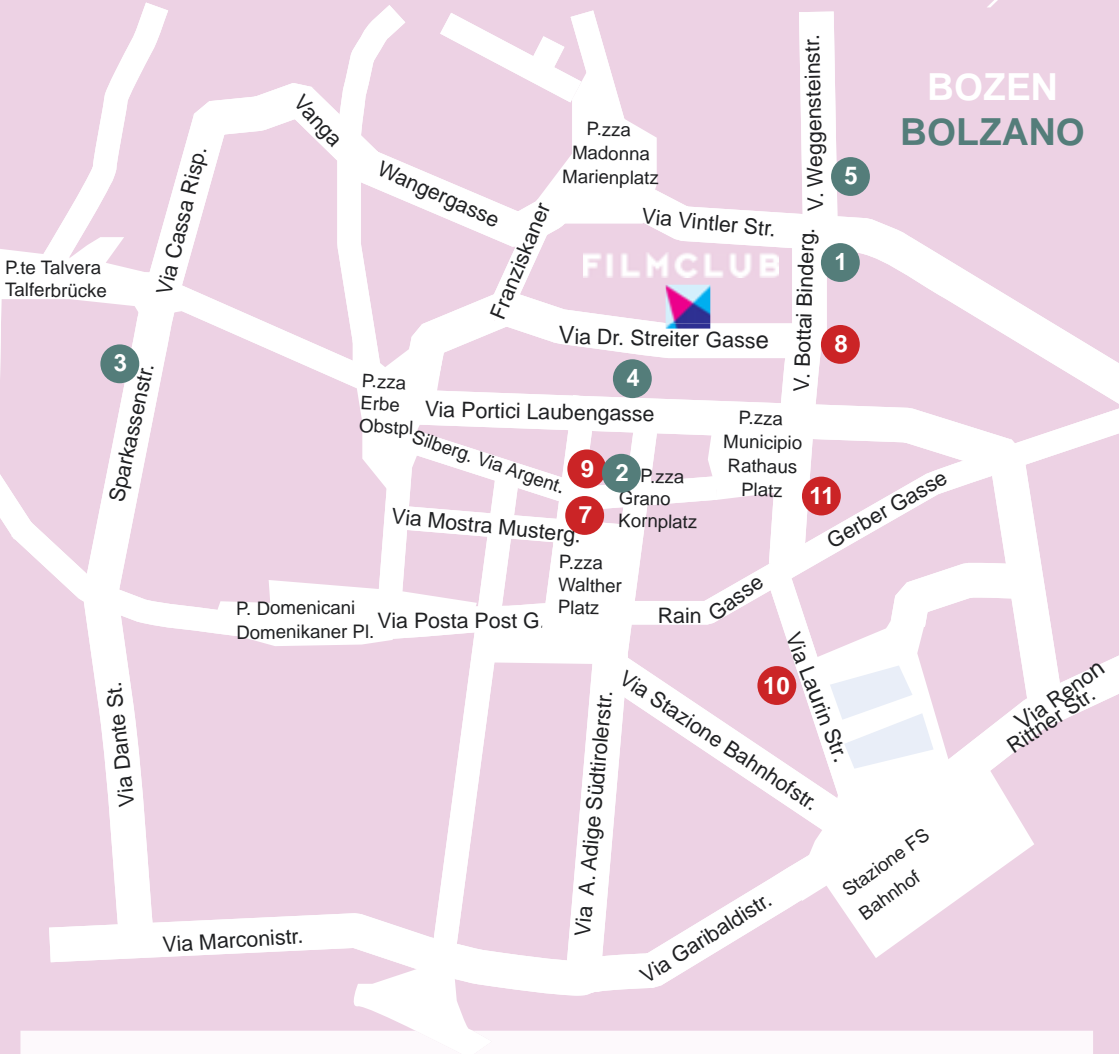 BOZEN
BOLZANO
V. Weggensteinstr.
5
Vanga
P.zza
Madonna
Marienplatz
Wangergasse
Via Cassa Risp.
Via Vintler Str.
Franziskaner
FILMCLUB
V. Bottai Binderg.
1
P.te Talvera
Talferbrücke
Via Dr. Streiter Gasse
8
3
Sparkassenstr.
4
P.zza
Erbe
Obstpl.
Via Portici Laubengasse
P.zza
Municipio
Rathaus
Platz
Silberg. Via Argent.
9
2
P.zza
Grano
Kornplatz
11
Gerber Gasse
7
Via Mostra Musterg.
P.zza
Walther
Platz
P. Domenicani
Domenikaner Pl.
Via Posta Post G.
Rain Gasse
10
Via Laurin Str.
Via Stazione Bahnhofstr.
Via Renon
Rittner Str.
Via Dante St.
Via A. Adige Südtirolerstr.
Stazione FS
Bahnhof
Via Marconistr.
Via Garibaldistr.